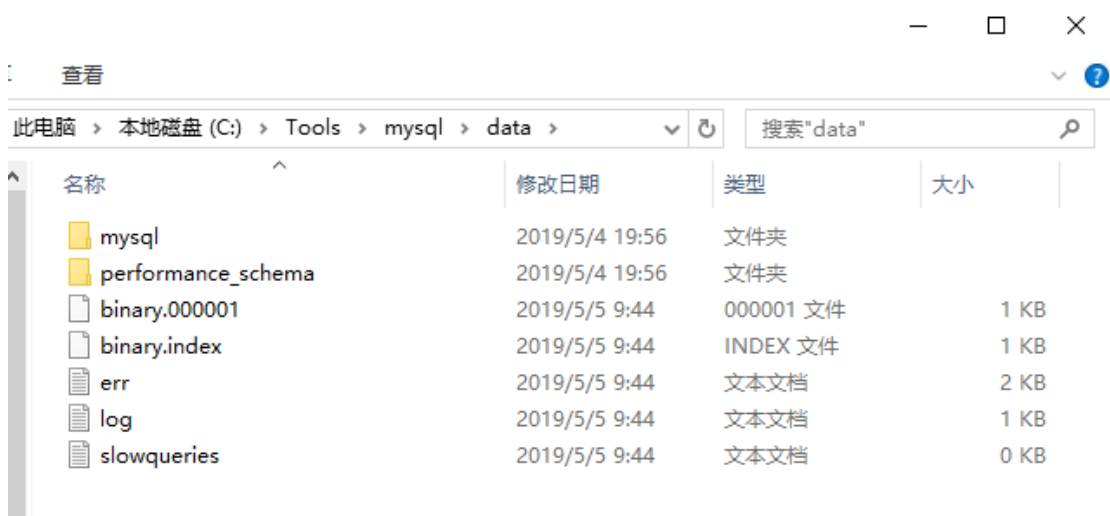 查看
此电脑 › 本地磁盘 (C:) › Tools › mysql › data › 搜索"data"
名称 修改日期 类型 大小
mysql 2019/5/4 19:56 文件夹
performance_schema 2019/5/4 19:56 文件夹
binary.000001 2019/5/5 9:44 000001 文件 1 KB
binary.index 2019/5/5 9:44 INDEX 文件 1 KB
err 2019/5/5 9:44 文本文档 2 KB
log 2019/5/5 9:44 文本文档 1 KB
slowqueries 2019/5/5 9:44 文本文档 0 KB